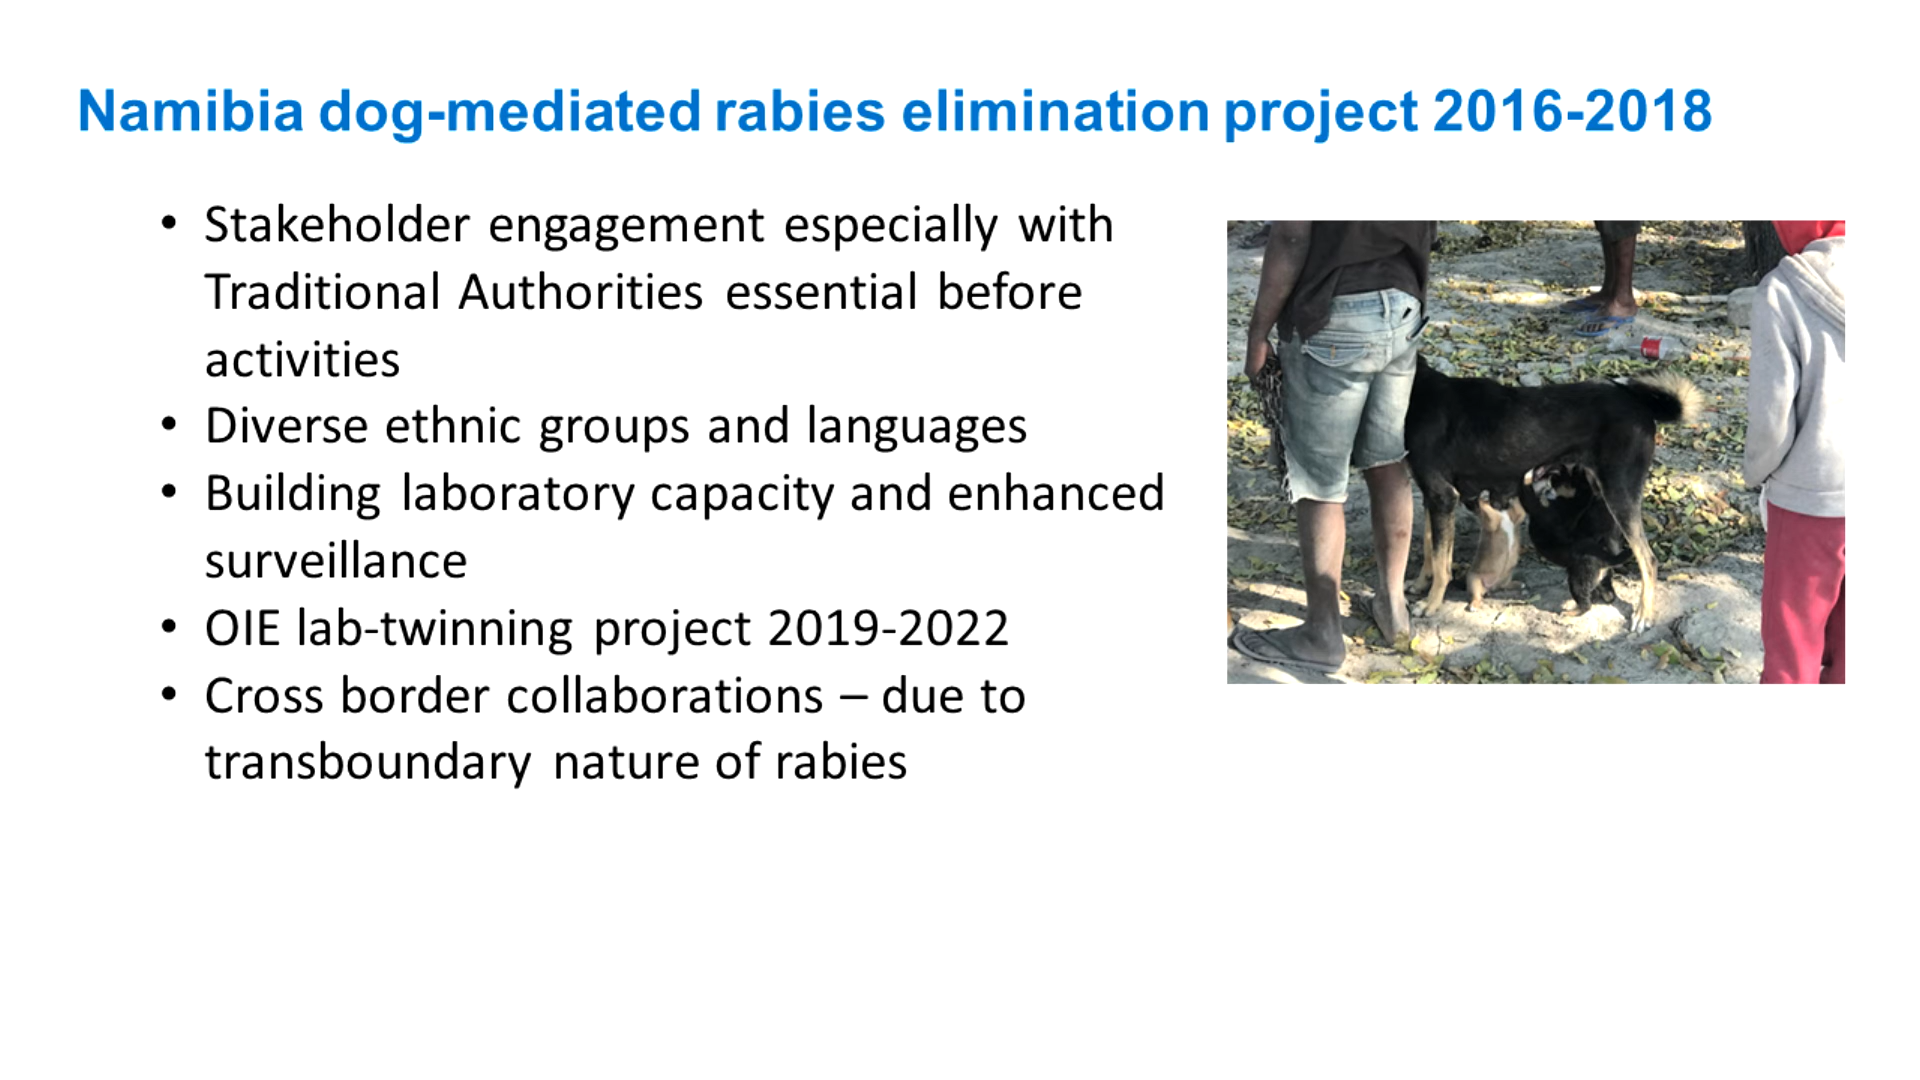 Namibia dog-mediated rabies elimination project 2016-2018
• Stakeholder engagement especially with
Traditional Authorities essential before
activities
• Diverse ethnic groups and languages
• Building laboratory capacity and enhanced
surveillance
• OIE lab-twinning project 2019-2022
• Cross border collaborations – due to
transboundary nature of rabies